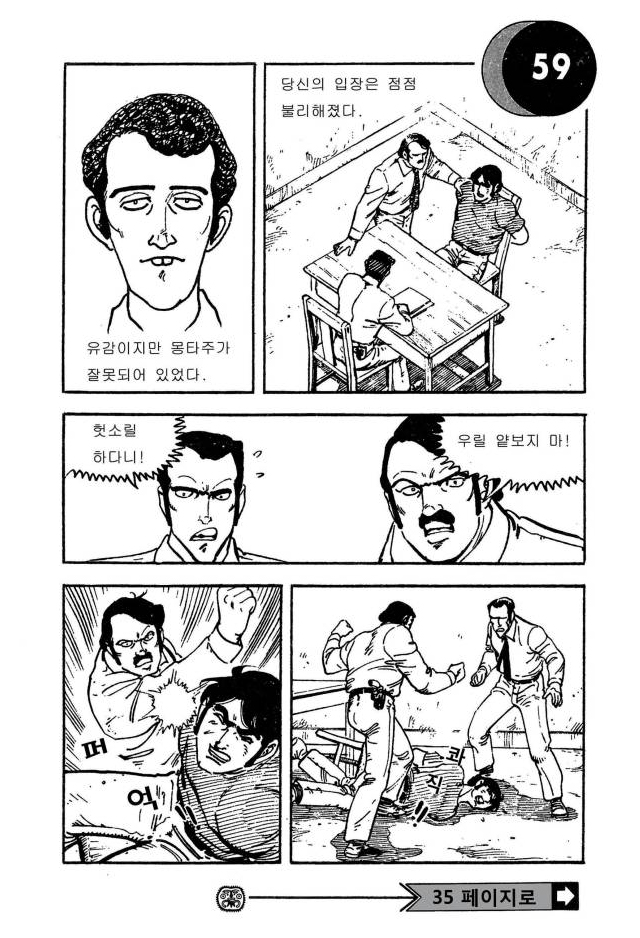 59
유감이지만 몽타주가
잘못되어 있었다.
당신의 입장은 점점
불리해졌다.
헛소릴
하다니!
우릴 얕보지 마!
퍼
억
!!
콰
직
!!
35 페이지로